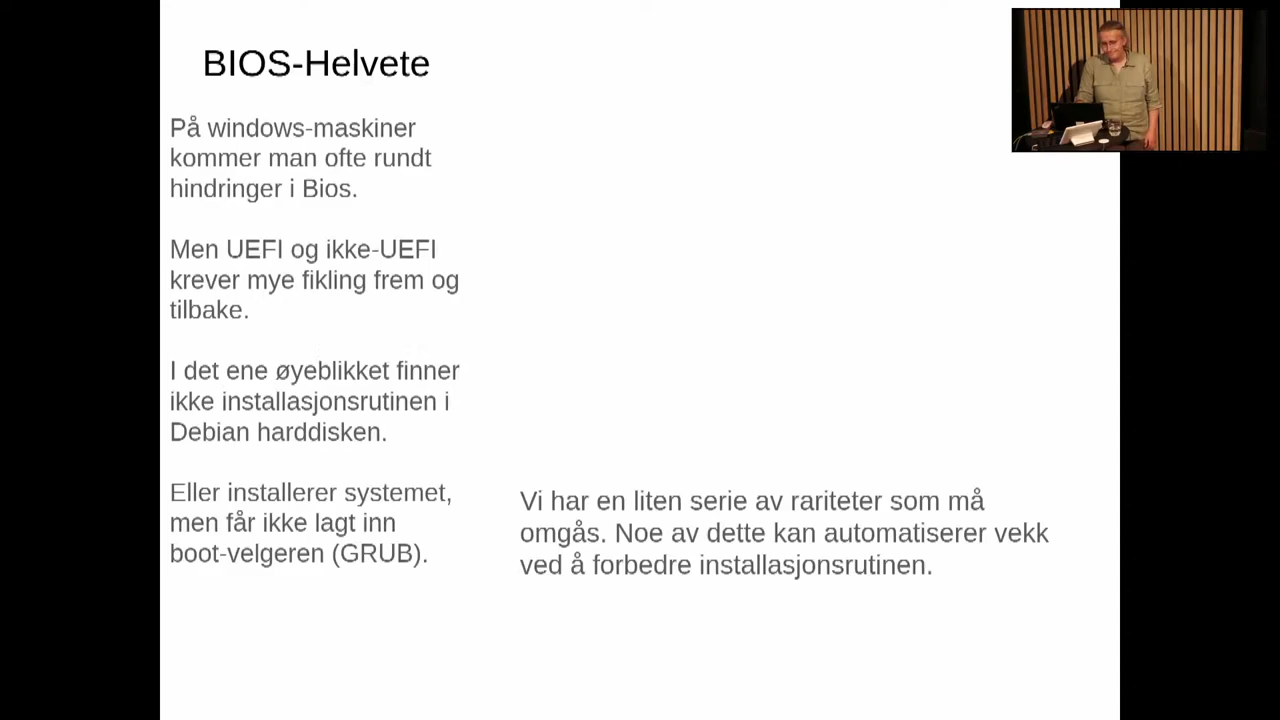 BIOS-Helvete
På windows-maskiner
kommer man ofte rundt
hindringer i Bios.
Men UEFI og ikke-UEFI
krever mye fikling frem og
tilbake.
I det ene øyeblikket finner
ikke installasjonsrutinen i
Debian harddisken.
Eller installerer systemet,
men får ikke lagt inn
boot-velgeren (GRUB).
Vi har en liten serie av rariteter som må
omgås. Noe av dette kan automatiserer vekk
ved å forbedre installasjonsrutinen.